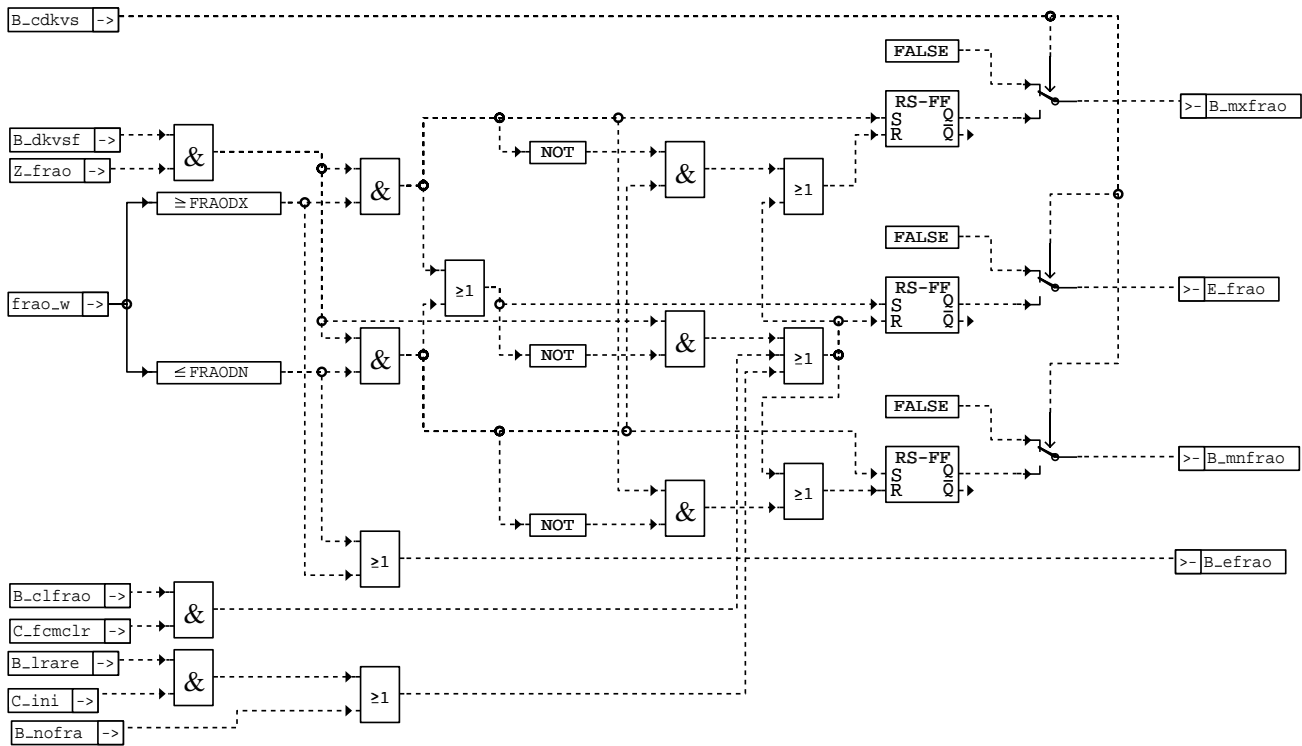 B_cdkvs ->
FALSE
RS-FF
S Q
R Q
>- B_mxfrao
B_dkvsf ->
&
Z_frao ->
&
NOT
&
≥1
≥FRAODX
FALSE
≥1
RS-FF
S Q
R Q
>- E_frao
frao_w ->
&
NOT
&
≥1
≤FRAODN
FALSE
RS-FF
S Q
R Q
>- B_mnfrao
&
≥1
NOT
≥1
>- B_efrao
B_clfrao ->
&
C_fcmclr ->
B_lrare ->
&
≥1
C_ini ->
B_nofra ->